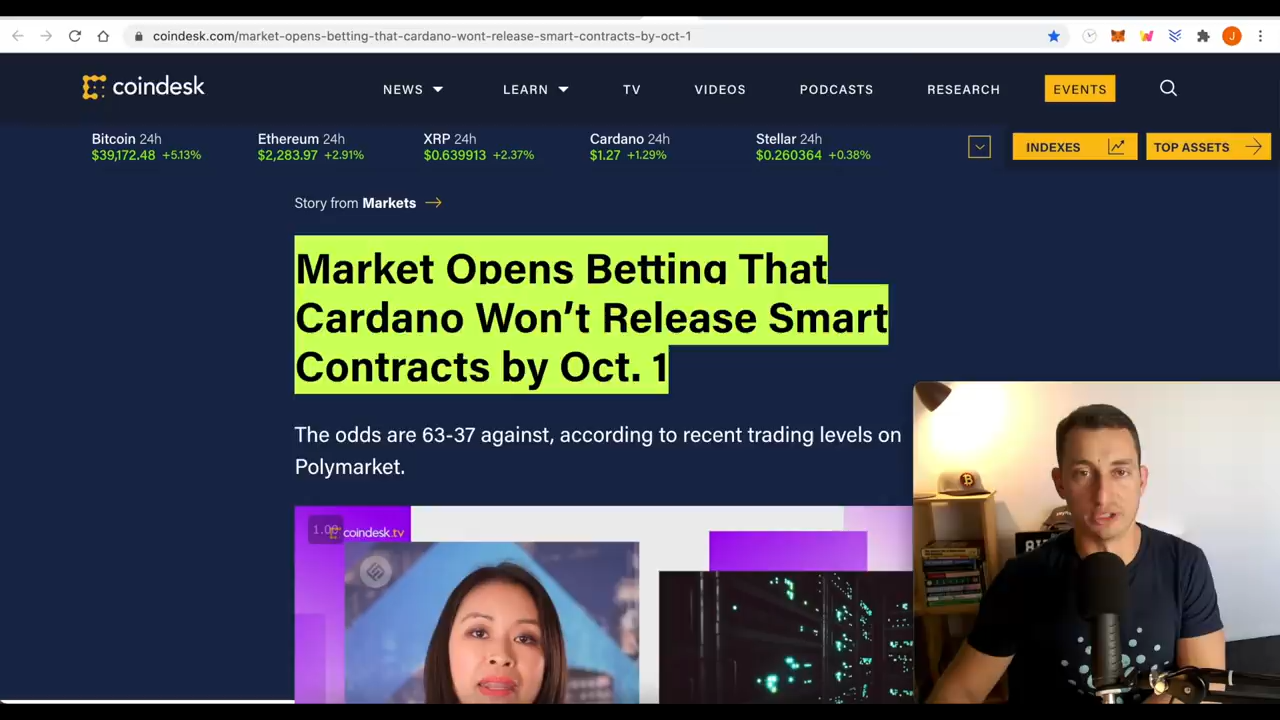 coindesk.com/market-opens-betting-that-cardano-wont-release-smart-contracts-by-oct-1
J
coindesk
NEWS
LEARN
TV
VIDEOS
PODCASTS
RESEARCH
EVENTS
Bitcoin 24h
$39,172.48 +5.13%
Ethereum 24h
$2,283.97 +2.91%
XRP 24h
$0.639913 +2.37%
Cardano 24h
$1.27 +1.29%
Stellar 24h
$0.260364 +0.38%
INDEXES
TOP ASSETS
Story from Markets
Market Opens Betting That
Cardano Won't Release Smart
Contracts by Oct. 1
The odds are 63-37 against, according to recent trading levels on
Polymarket.
1.00
coindesk.tv